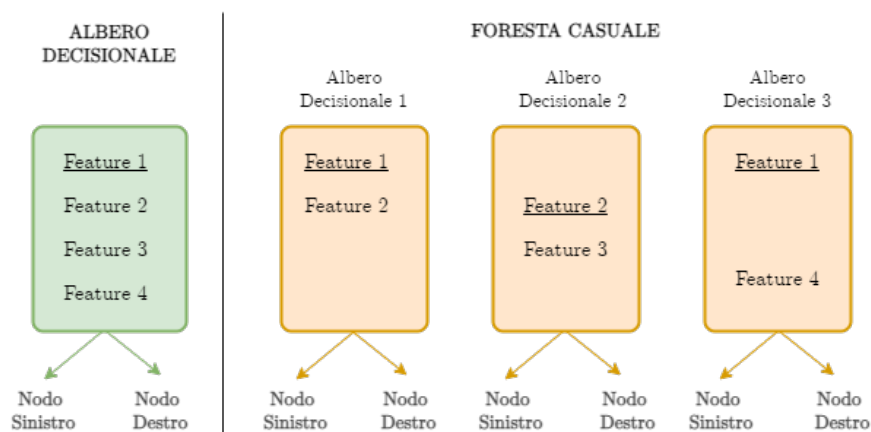 ALBERO
DECISIONALE
Feature 1
Feature 2
Feature 3
Feature 4
Nodo
Sinistro
Nodo
Destro
FORESTA CASUALE
Albero
Decisionale 1
Feature 1
Feature 2
Nodo
Sinistro
Nodo
Destro
Albero
Decisionale 2
Feature 2
Feature 3
Nodo
Sinistro
Nodo
Destro
Albero
Decisionale 3
Feature 1
Feature 4
Nodo
Sinistro
Nodo
Destro